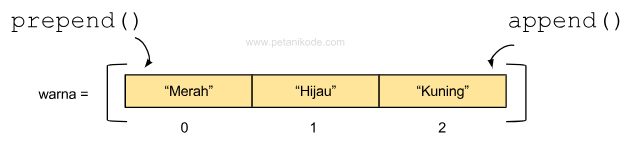 prepend()
append()
www.petanikode.com
warna =
“Merah”
“Hijau”
“Kuning”
0
1
2